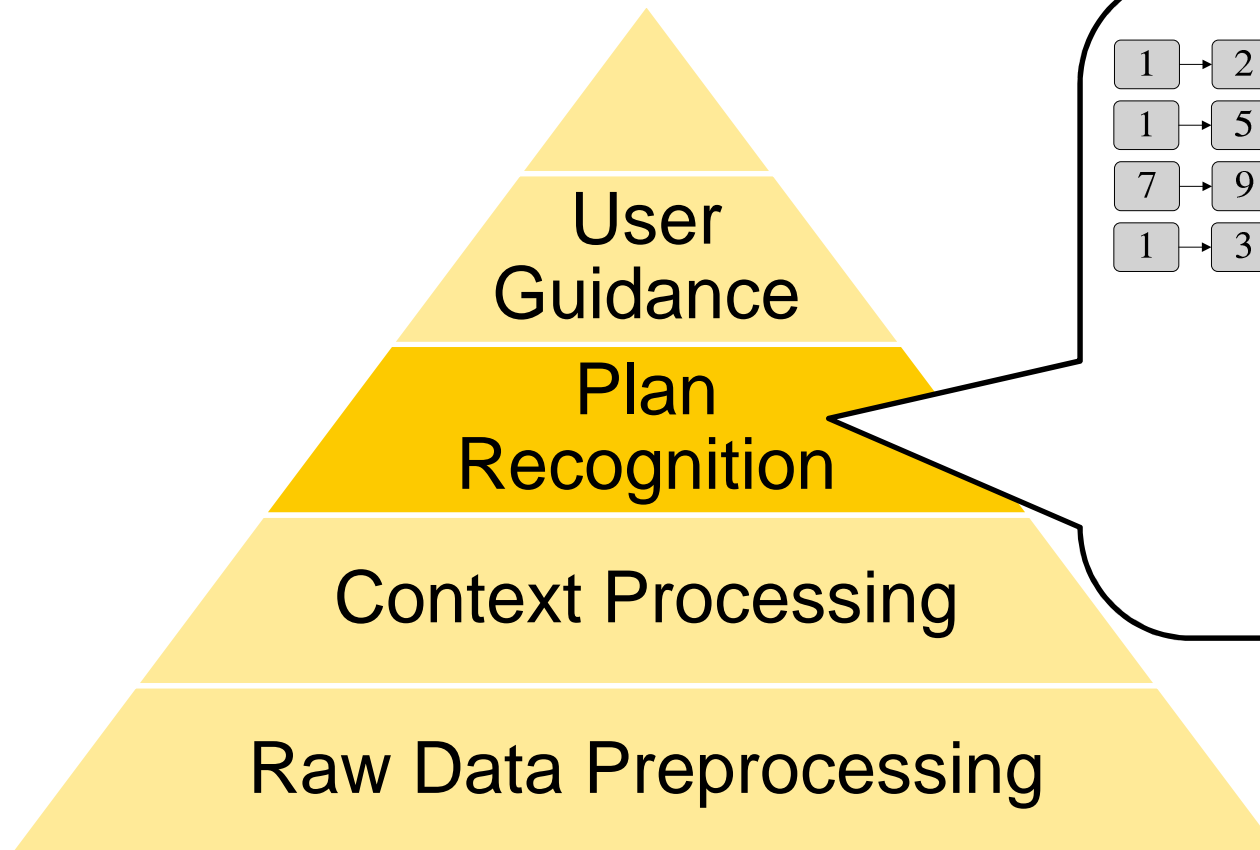 1 2
1 5
7 9
1 3
User
Guidance
Plan
Recognition
Context Processing
Raw Data Preprocessing